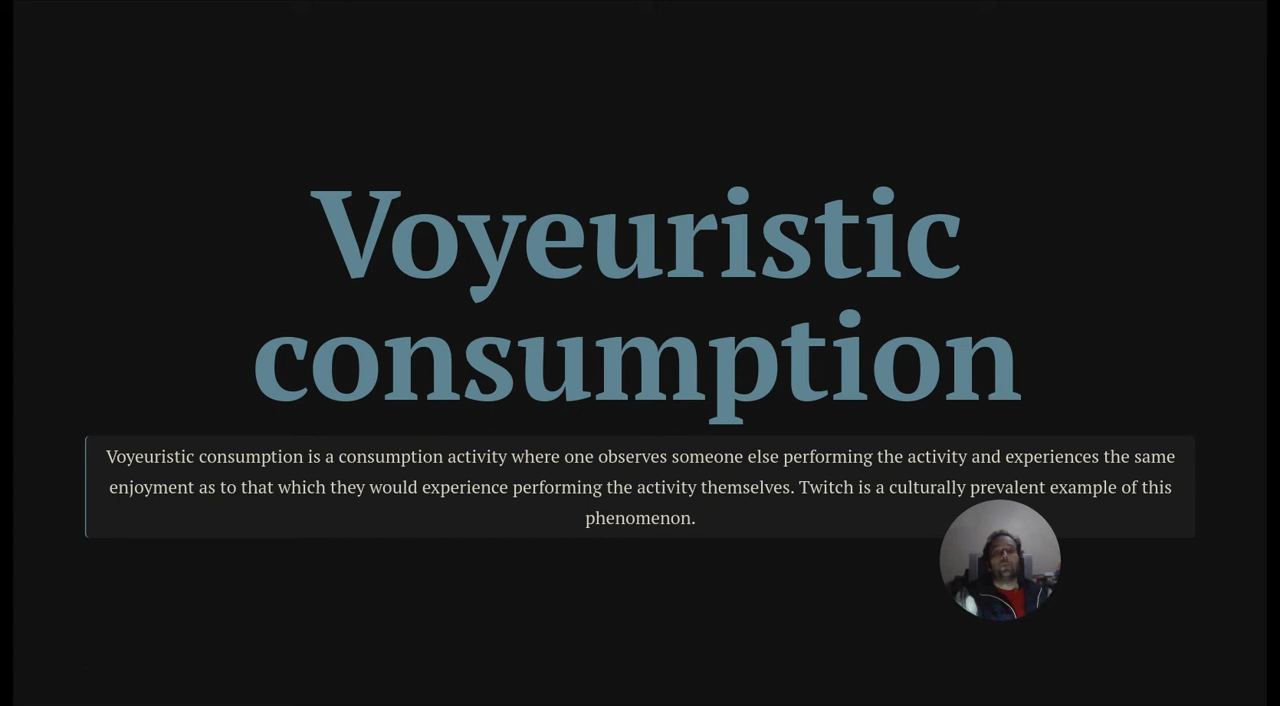 Voyeuristic
consumption
Voyeuristic consumption is a consumption activity where one observes someone else performing the activity and experiences the same
enjoyment as to that which they would experience performing the activity themselves. Twitch is a culturally prevalent example of this
phenomenon.